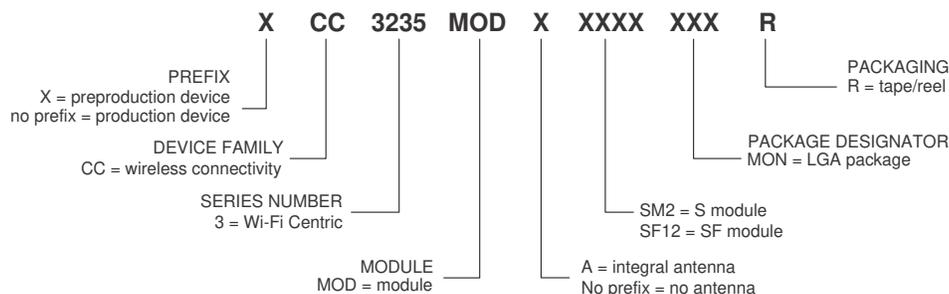 X CC 3235 MOD X XXXX XXX R
PREFIX
X = preproduction device
no prefix = production device
DEVICE FAMILY
CC = wireless connectivity
SERIES NUMBER
3 = Wi-Fi Centric
MODULE
MOD = module
PACKAGING
R = tape/reel
PACKAGE DESIGNATOR
MON = LGA package
SM2 = S module
SF12 = SF module
A = integral antenna
No prefix = no antenna